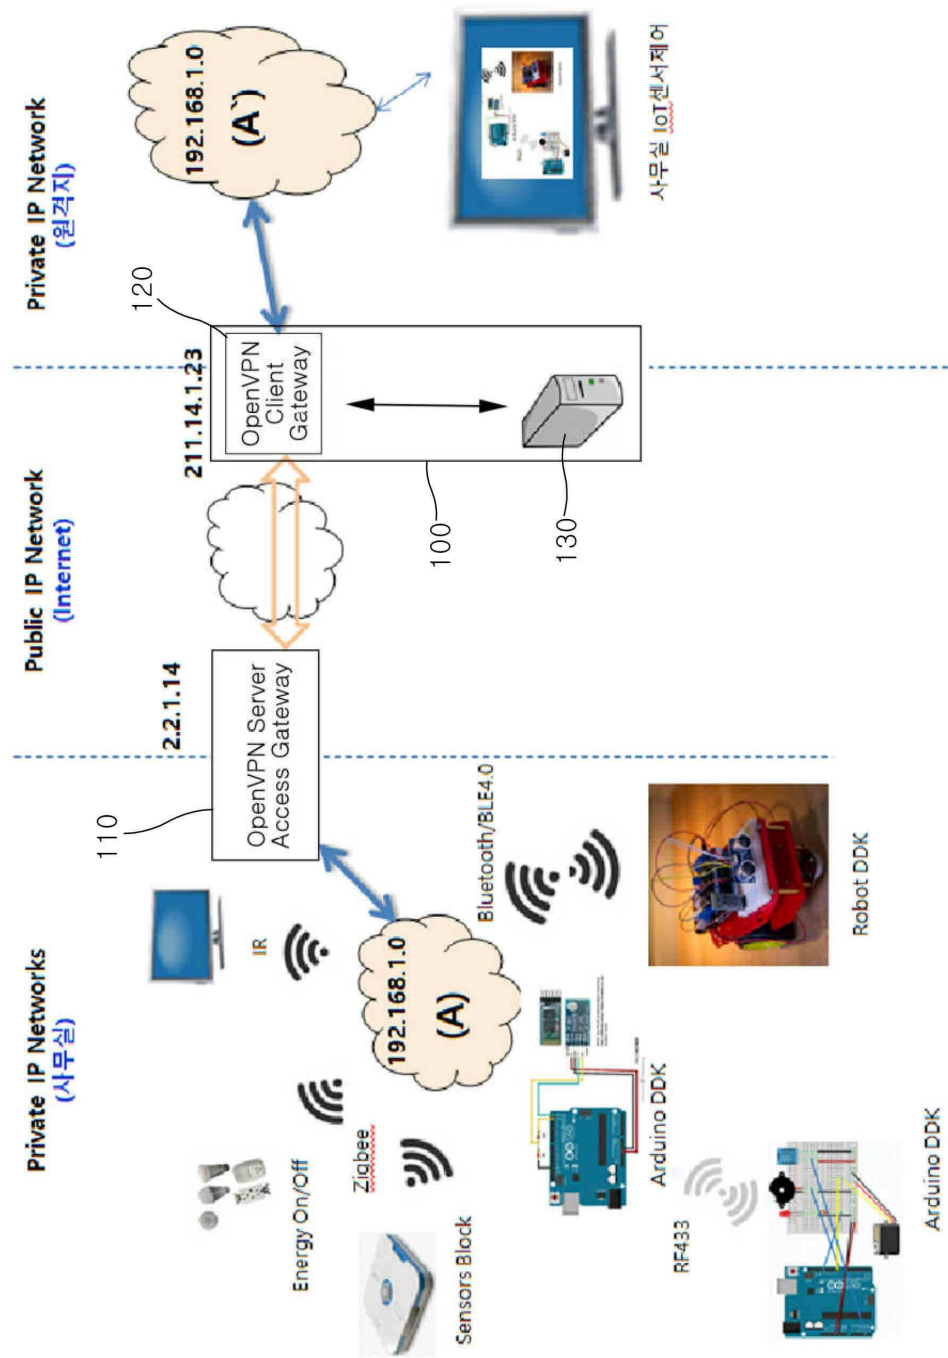 Private IP Networks
(사무실)
Public IP Network
(Internet)
Private IP Network
(원격지)
110
2.2.1.14
OpenVPN Server
Access Gateway
211.14.1.23
120
OpenVPN
Client
Gateway
100
130
192.168.1.0
(A`)
사무실 IoT센서제어
IR
Energy On/Off
Zigbee
Sensors Block
192.168.1.0
(A)
Bluetooth/BLE4.0
Arduino DDK
Robot DDK
RF433
Arduino DDK